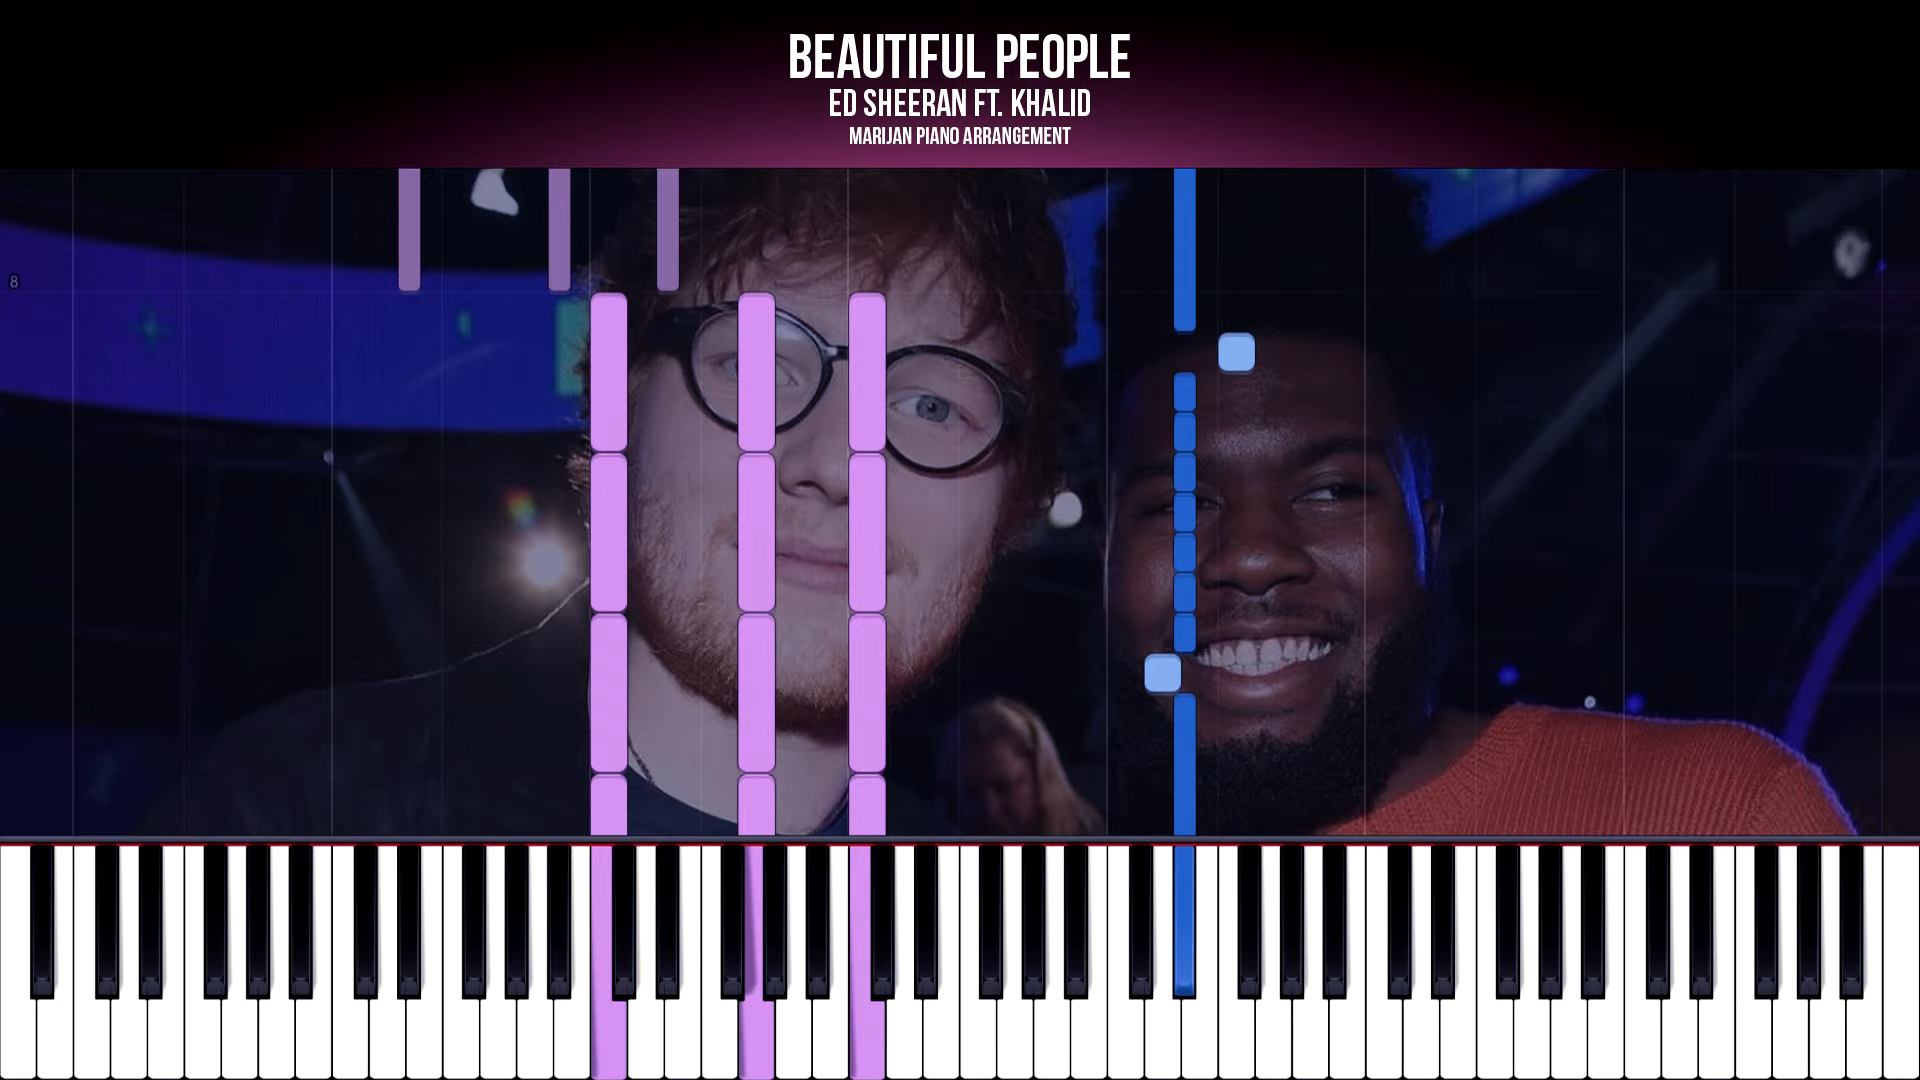 BEAUTIFUL PEOPLE
ED SHEERAN FT. KHALID
MARIJAN PIANO ARRANGEMENT
8